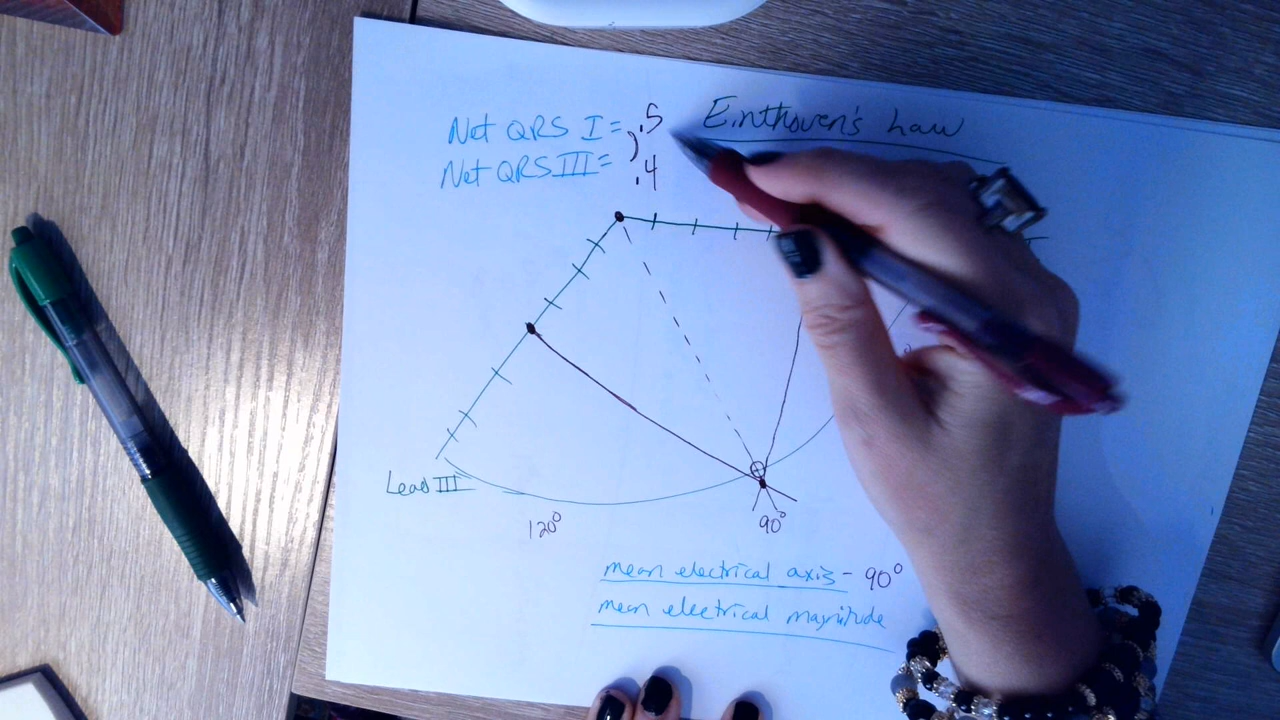 Net QRS I = .5
Net QRS III = .4
Einthoven's Law
Lead III
120°
90°
mean electrical axis - 90°
mean electrical magnitude